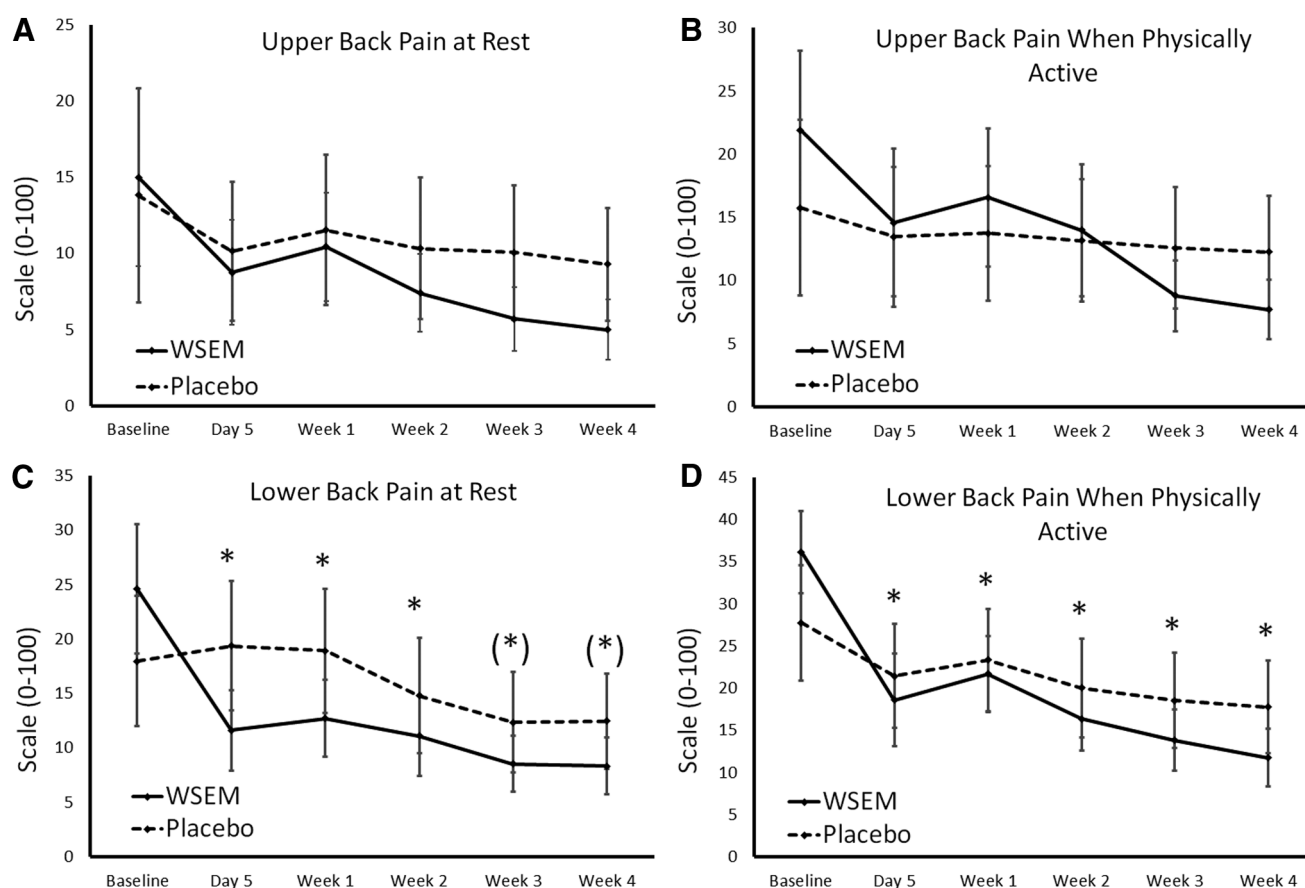 A
Upper Back Pain at Rest
Scale (0-100)
25
20
15
10
5
0
WSEM
Placebo
Baseline Day 5 Week 1 Week 2 Week 3 Week 4
B
Upper Back Pain When Physically
Active
Scale (0-100)
30
25
20
15
10
5
0
WSEM
Placebo
Baseline Day 5 Week 1 Week 2 Week 3 Week 4
C
Lower Back Pain at Rest
Scale (0-100)
35
30
25
20
15
10
5
0
* * * (*) (*)
WSEM
Placebo
Baseline Day 5 Week 1 Week 2 Week 3 Week 4
D
Lower Back Pain When Physically
Active
Scale (0-100)
45
40
35
30
25
20
15
10
5
0
* * * * *
WSEM
Placebo
Baseline Day 5 Week 1 Week 2 Week 3 Week 4